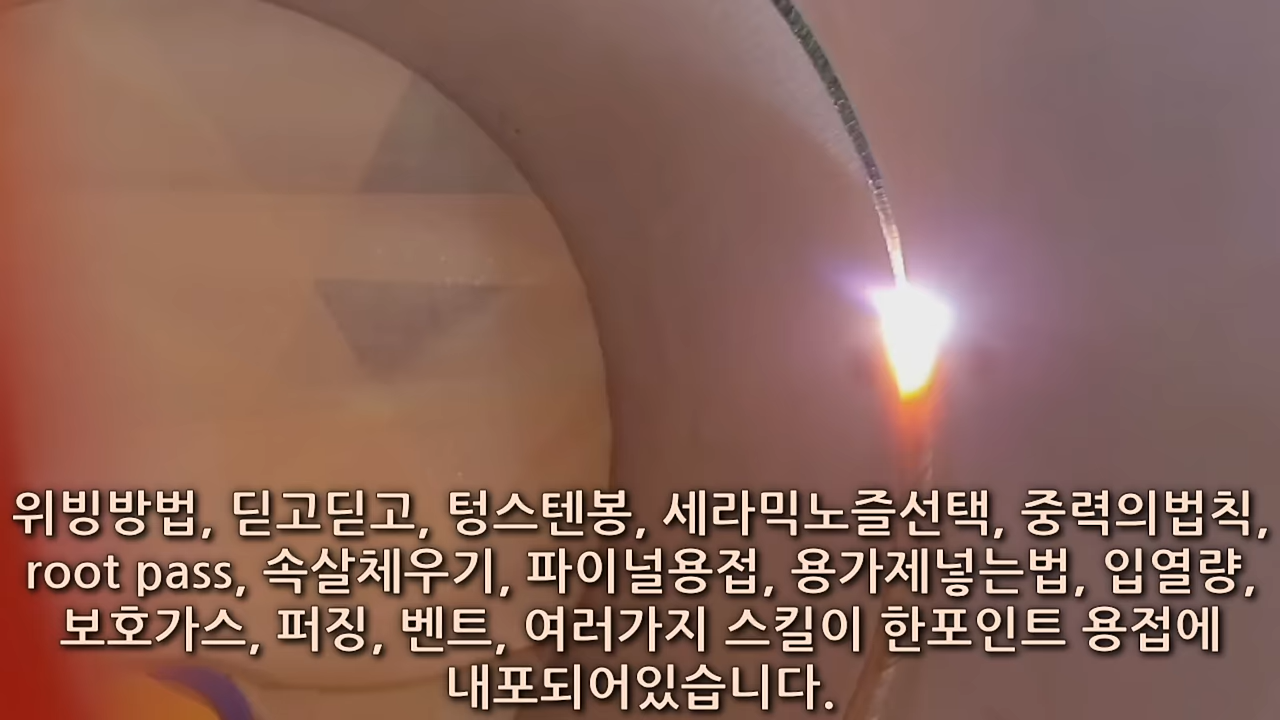 위빙방법, 딛고딛고, 텅스텐봉, 세라믹노즐선택, 중력의법칙,
root pass, 속살체우기, 파이널용접, 용가제넣는법, 입열량,
보호가스, 퍼징, 벤트, 여러가지 스킬이 한포인트 용접에
내포되어있습니다.